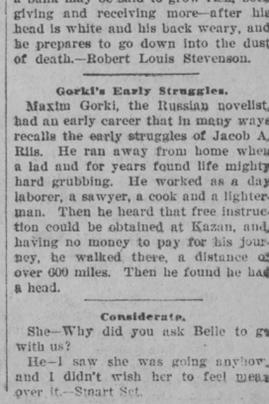 giving and receiving more—after his
head is white and his back weary, and
he prepares to go down into the dust
of death.—Robert Louis Stevenson.
Gorki's Early Struggles.
Maxim Gorki, the Russian novelist,
had an early career that in many ways
recalls the early struggles of Jacob A.
Riis. He ran away from home when
a lad and for years found life mighty
hard grubbing. He worked as a day
laborer, a sawyer, a cook and a lighter-
man. Then he heard that free instruc-
tion could be obtained at Kazan, and,
having no money to pay for his jour-
ney, he walked there, a distance of
over 600 miles. Then he found he had
a head.
Considerate.
She—Why did you ask Belle to go
with us?
He—I saw she was going anyhow,
and I didn't wish her to feel mean
over it.—Smart Set.